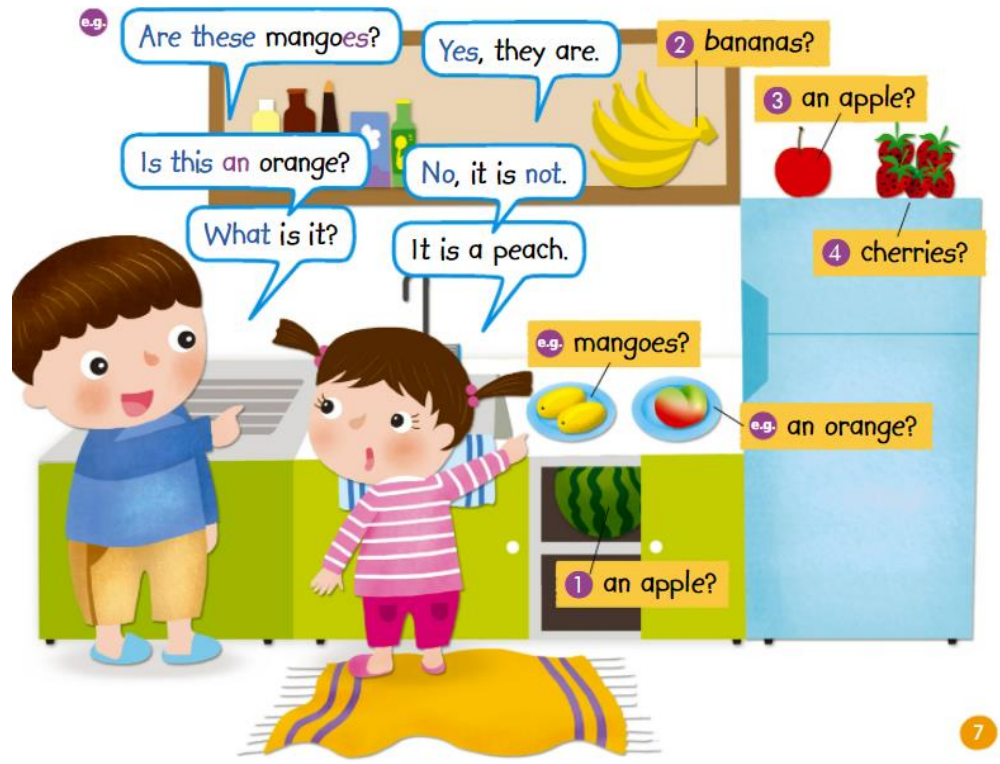 e.g.
Are these mangoes?
Yes, they are.
Is this an orange?
No, it is not.
What is it?
It is a peach.
2 bananas?
3 an apple?
4 cherries?
e.g. mangoes?
e.g. an orange?
1 an apple?
7